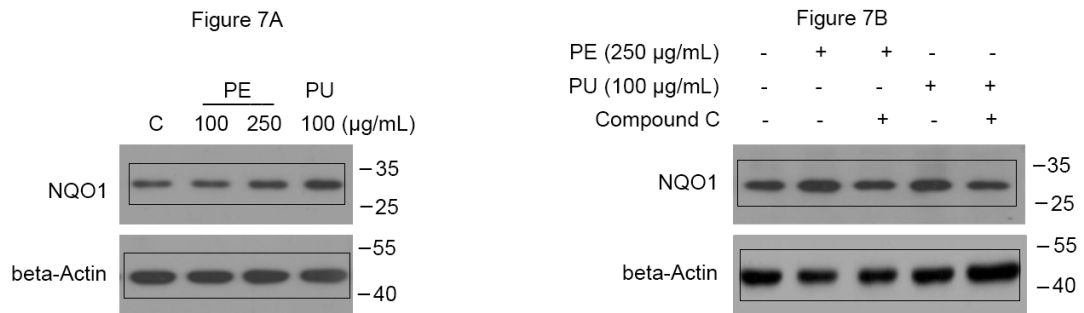 Figure 7A
PE PU
C 100 250 100 (µg/mL)
NQO1
–35
–25
beta-Actin
–55
–40
Figure 7B
PE (250 µg/mL) - + + - -
PU (100 µg/mL) - - - + +
Compound C - - + - +
NQO1
–35
–25
beta-Actin
–55
–40